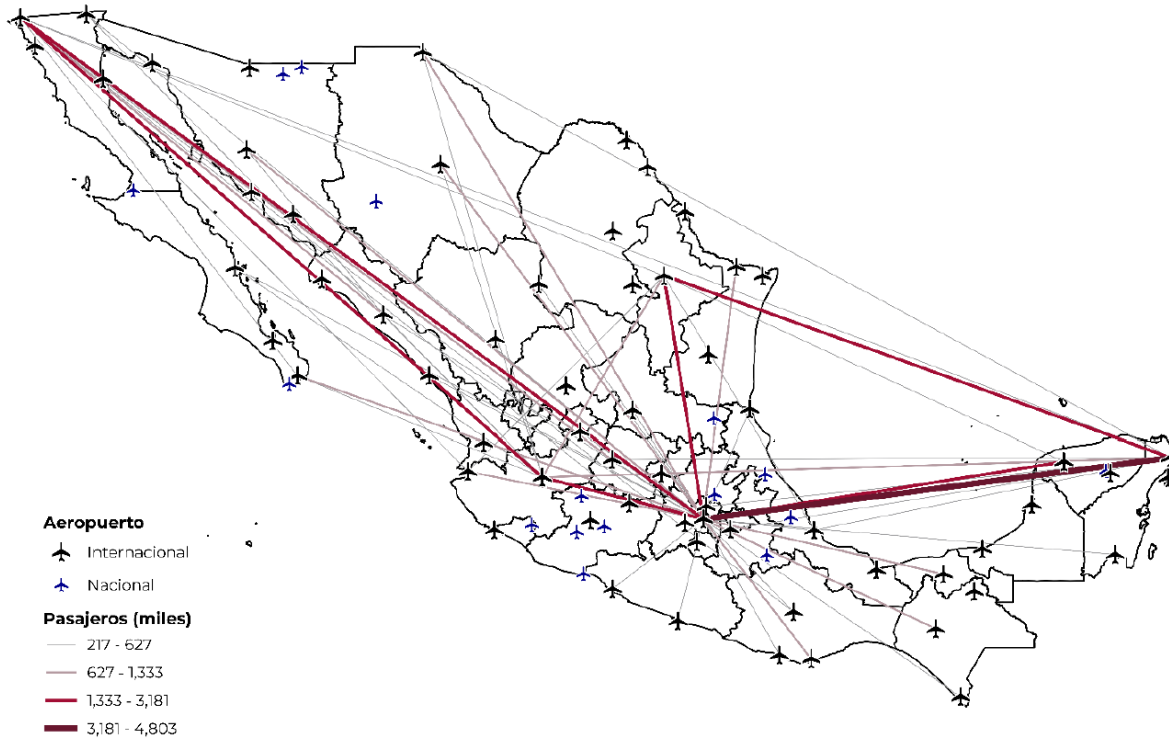 Aeropuerto
Internacional
Nacional
Pasajeros (miles)
217 - 627
627 - 1,333
1,333 - 3,181
3,181 - 4,803